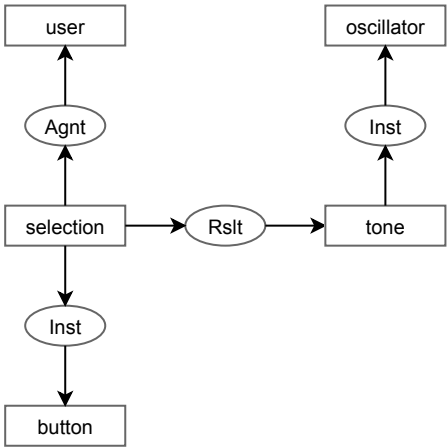 user
oscillator
Agnt
Inst
selection
Rslt
tone
Inst
button